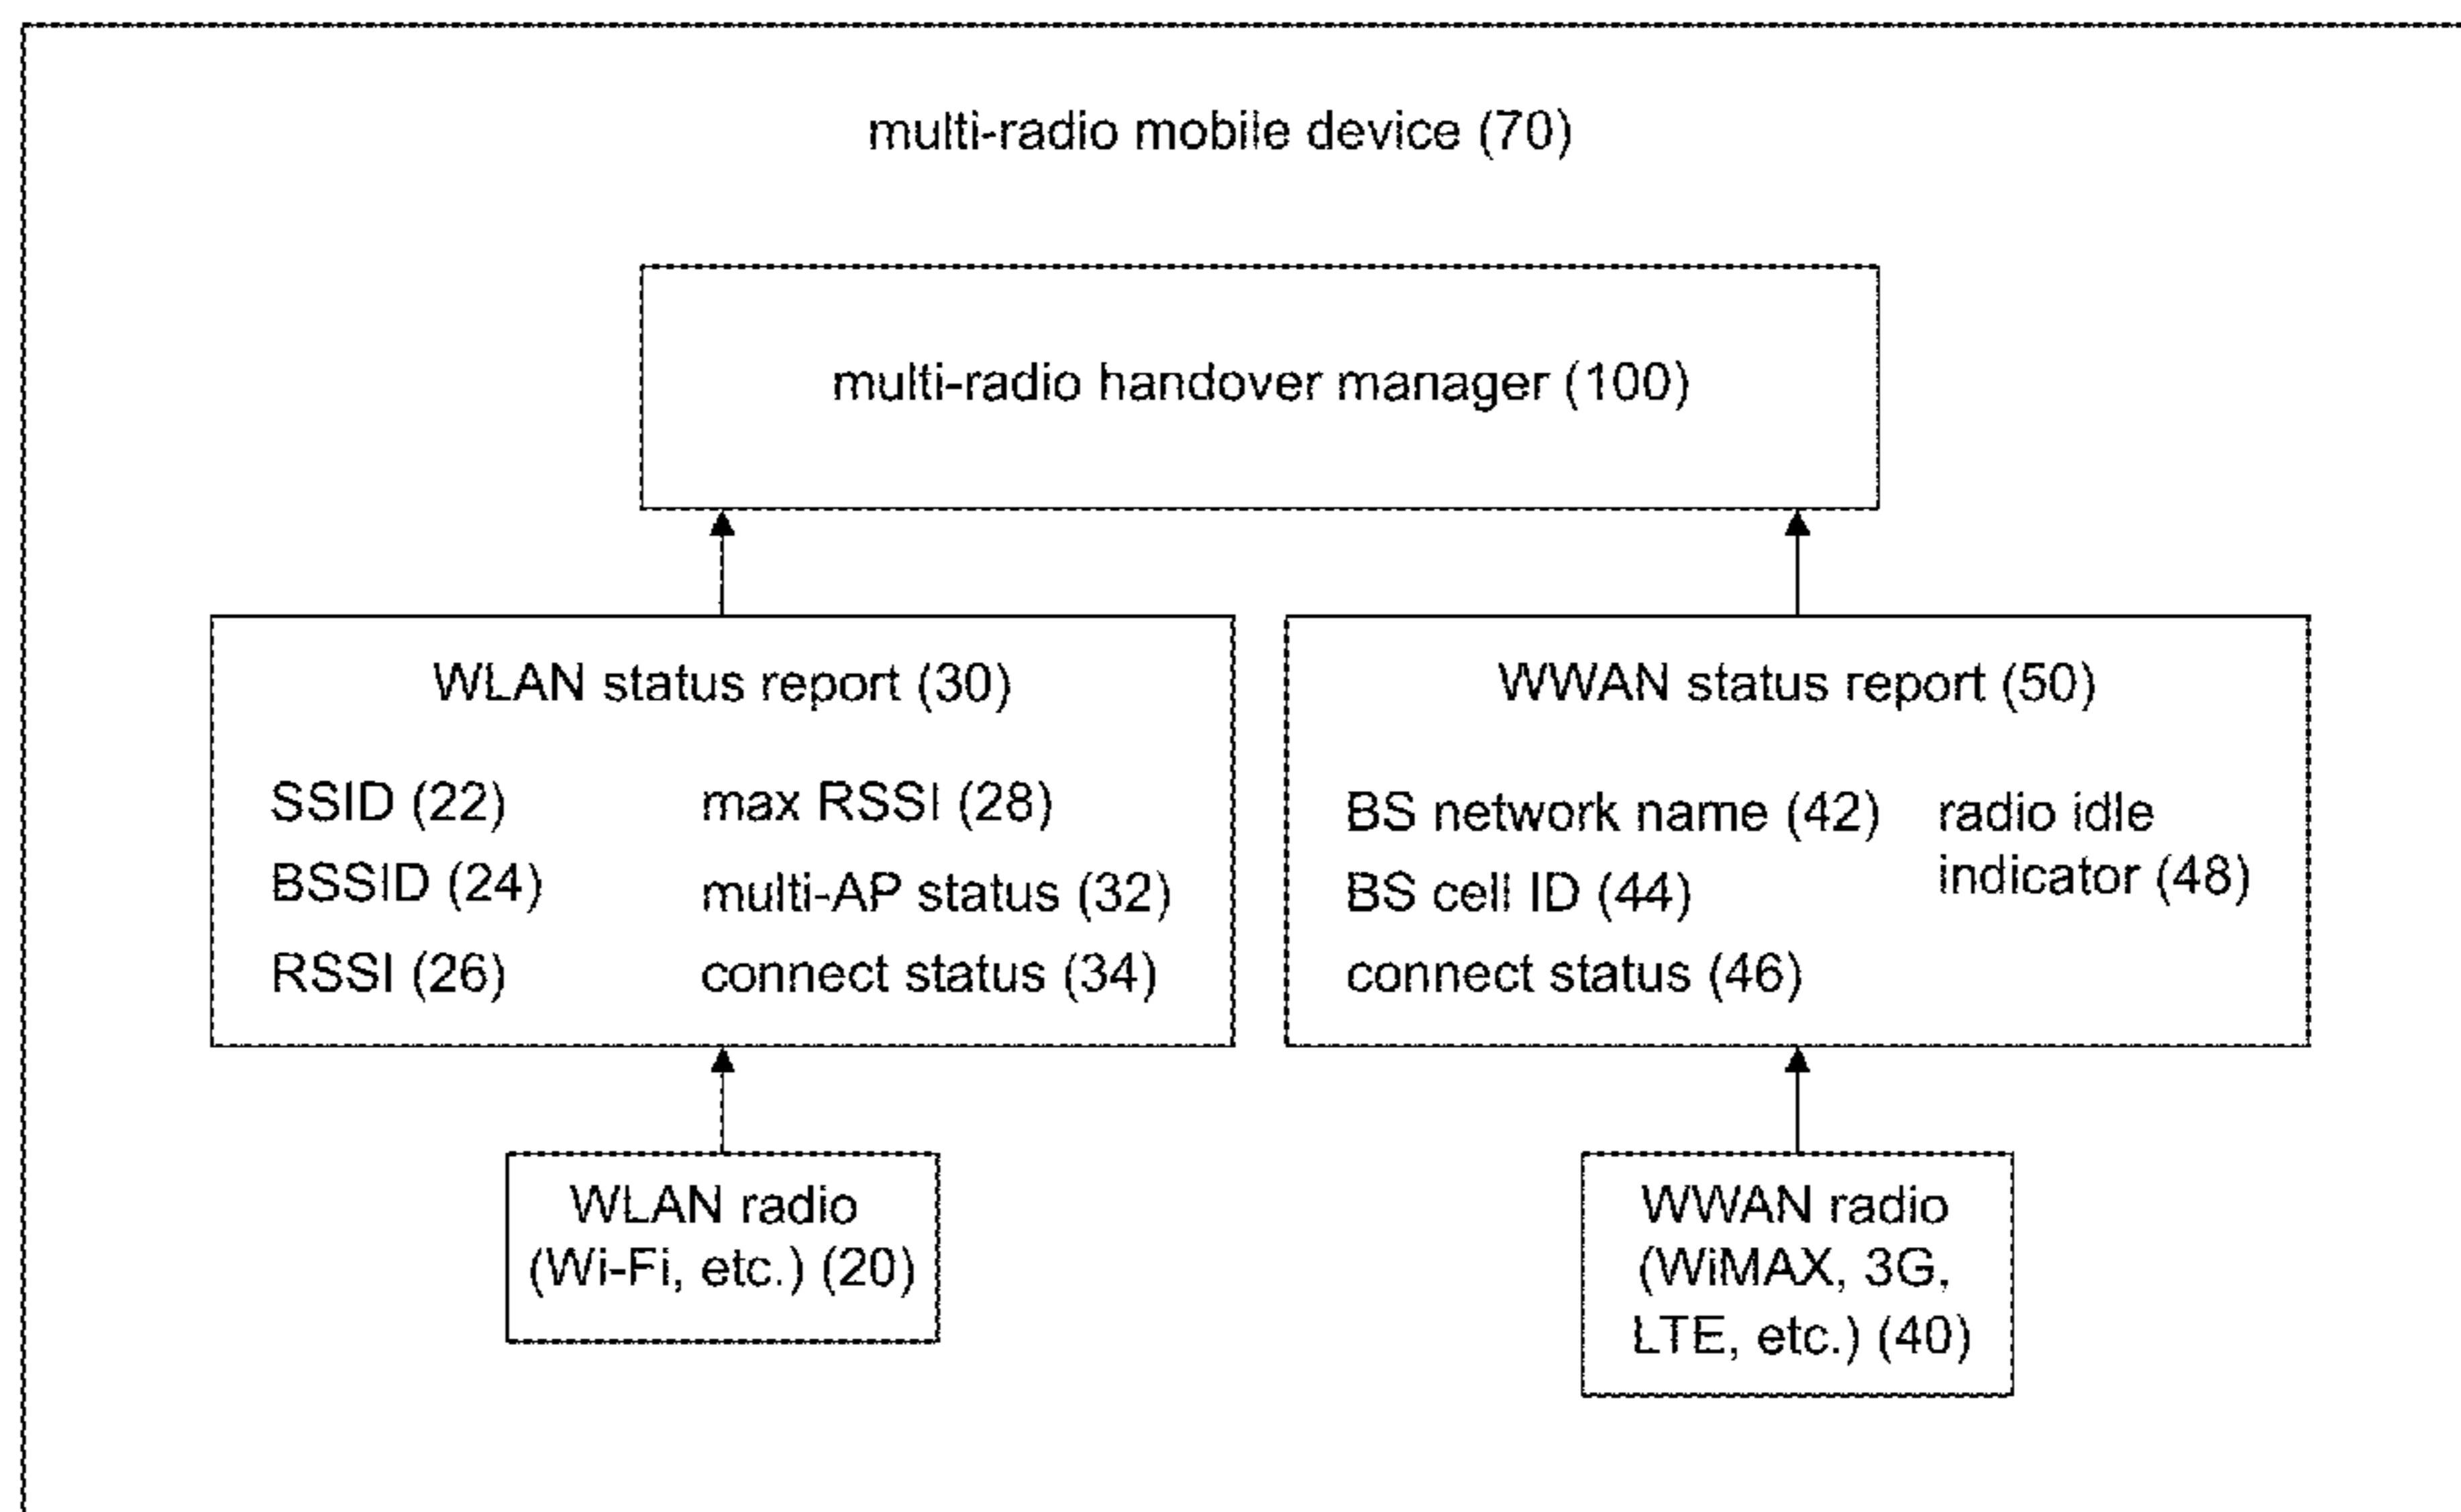 multi-radio mobile device (70)
multi-radio handover manager (100)
WLAN status report (30)
SSID (22)
BSSID (24)
RSSI (26)
max RSSI (28)
multi-AP status (32)
connect status (34)
WWAN status report (50)
BS network name (42)
BS cell ID (44)
connect status (46)
radio idle
indicator (48)
WLAN radio
(Wi-Fi, etc.) (20)
WWAN radio
(WiMAX, 3G,
LTE, etc.) (40)